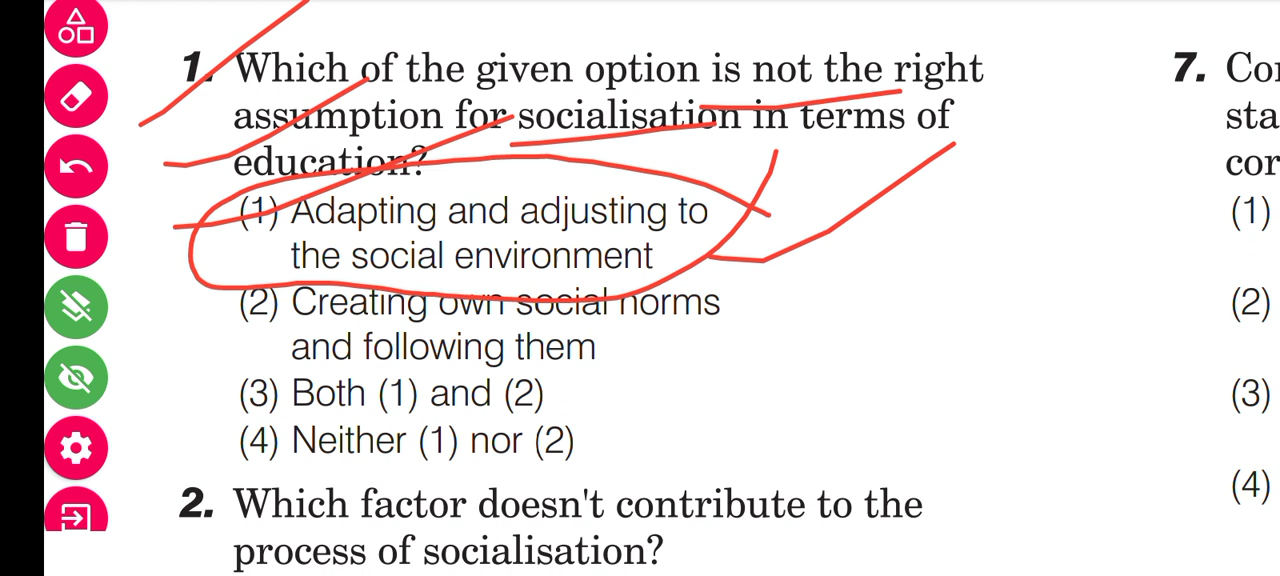 1. Which of the given option is not the right
assumption for socialisation in terms of
education?
(1) Adapting and adjusting to
the social environment
(2) Creating own social norms
and following them
(3) Both (1) and (2)
(4) Neither (1) nor (2)
2. Which factor doesn't contribute to the
process of socialisation?
7. Co
sta
cor
(1)
(2)
(3)
(4)